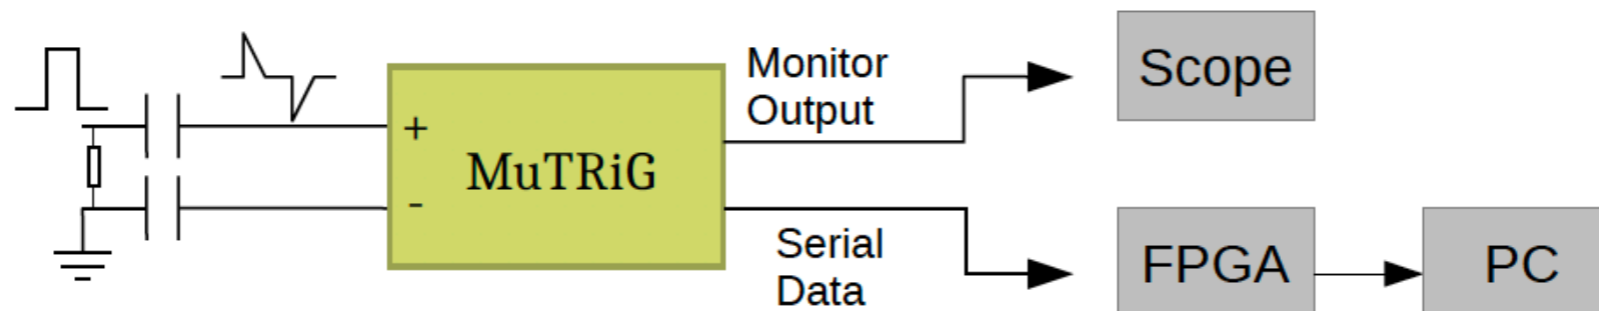 Monitor
Output
Scope
+
MuTRiG
-
Serial
Data
FPGA
PC